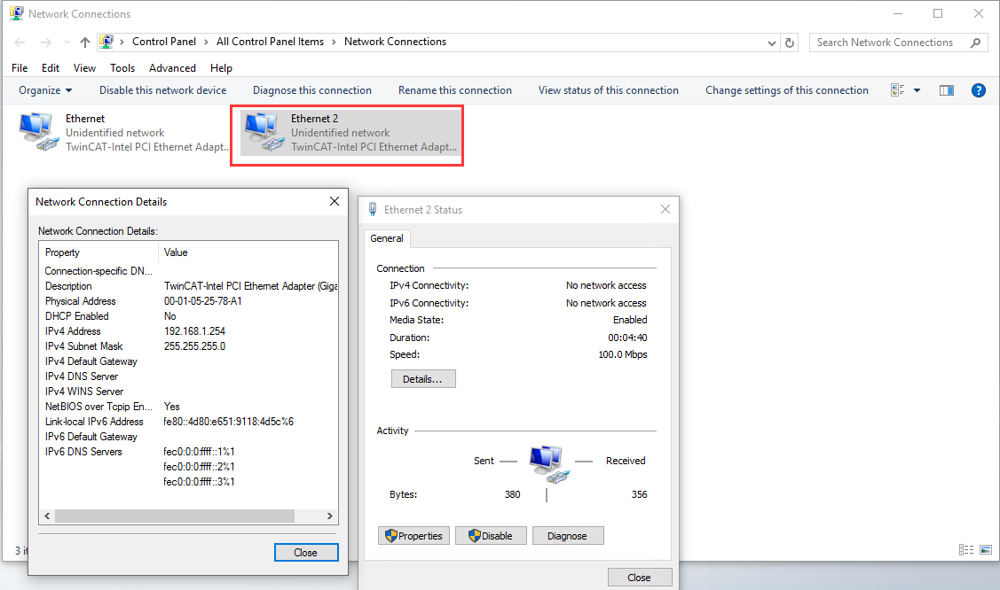 Network Connections
Control Panel > All Control Panel Items > Network Connections
Search Network Connections
File Edit View Tools Advanced Help
Organize Disable this network device Diagnose this connection Rename this connection View status of this connection Change settings of this connection
Ethernet
Unidentified network
TwinCAT-Intel PCI Ethernet Adapt...
Ethernet 2
Unidentified network
TwinCAT-Intel PCI Ethernet Adapt...
Network Connection Details
Network Connection Details:
Property Value
Connection-specific DN...
Description TwinCAT-Intel PCI Ethernet Adapter (Giga
Physical Address 00-01-05-25-78-A1
DHCP Enabled No
IPv4 Address 192.168.1.254
IPv4 Subnet Mask 255.255.255.0
IPv4 Default Gateway
IPv4 DNS Server
IPv4 WINS Server
NetBIOS over Tcpip En... Yes
Link-local IPv6 Address fe80::4d80:e651:9118:4d5c%6
IPv6 Default Gateway
IPv6 DNS Servers fec0:0:0:ffff::1%1
fec0:0:0:ffff::2%1
fec0:0:0:ffff::3%1
Close
Ethernet 2 Status
General
Connection
IPv4 Connectivity: No network access
IPv6 Connectivity: No network access
Media State: Enabled
Duration: 00:04:40
Speed: 100.0 Mbps
Details...
Activity
Sent Received
Bytes: 380 356
Properties Disable Diagnose
Close
3